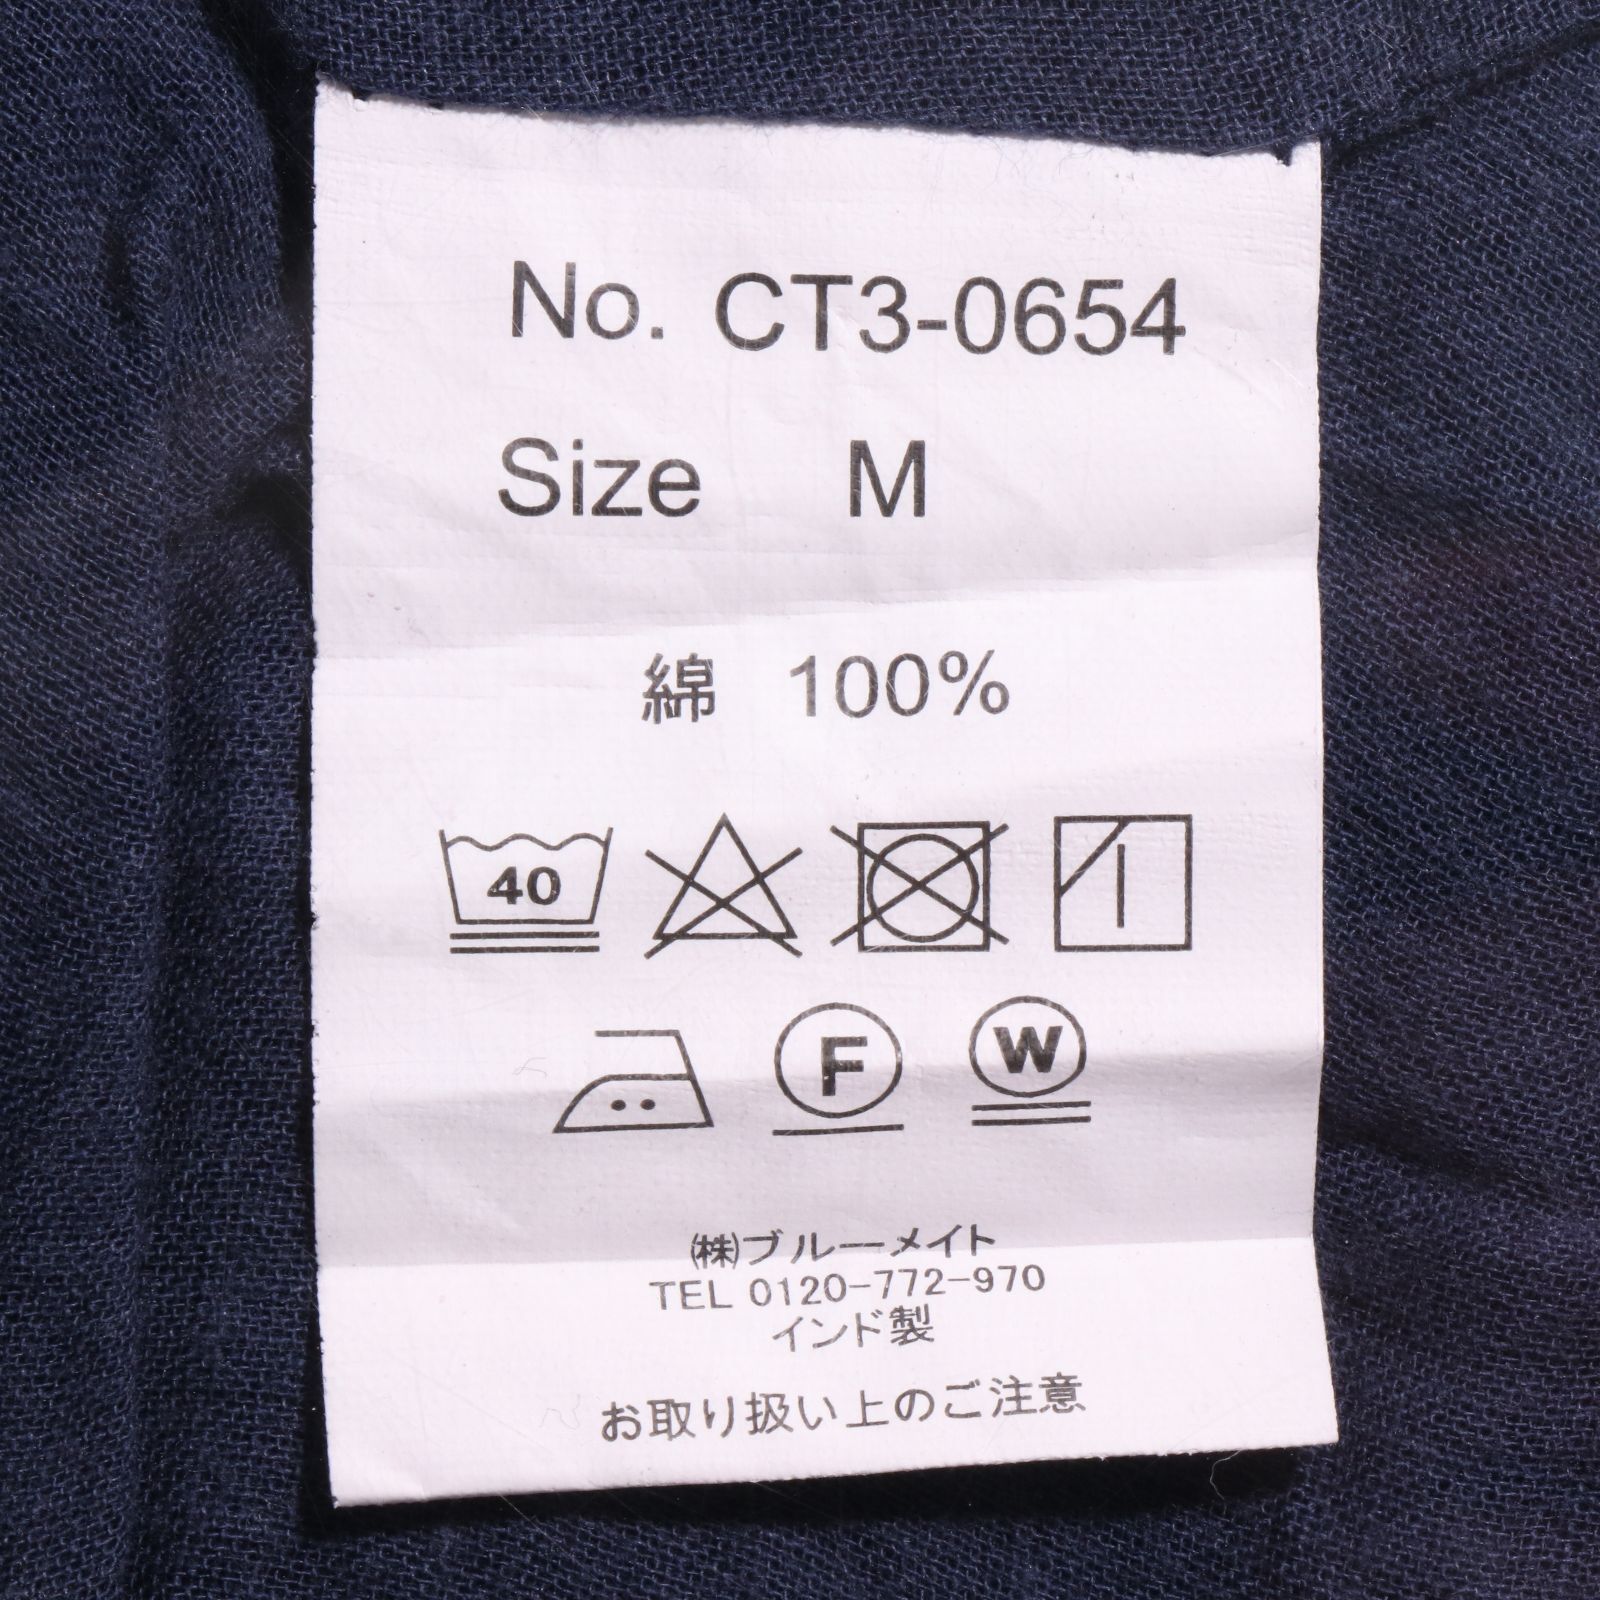 No. CT3-0654
Size M
綿 100%
40
F W
㈱ブルーメイト
TEL 0120-772-970
インド製
お取り扱い上のご注意